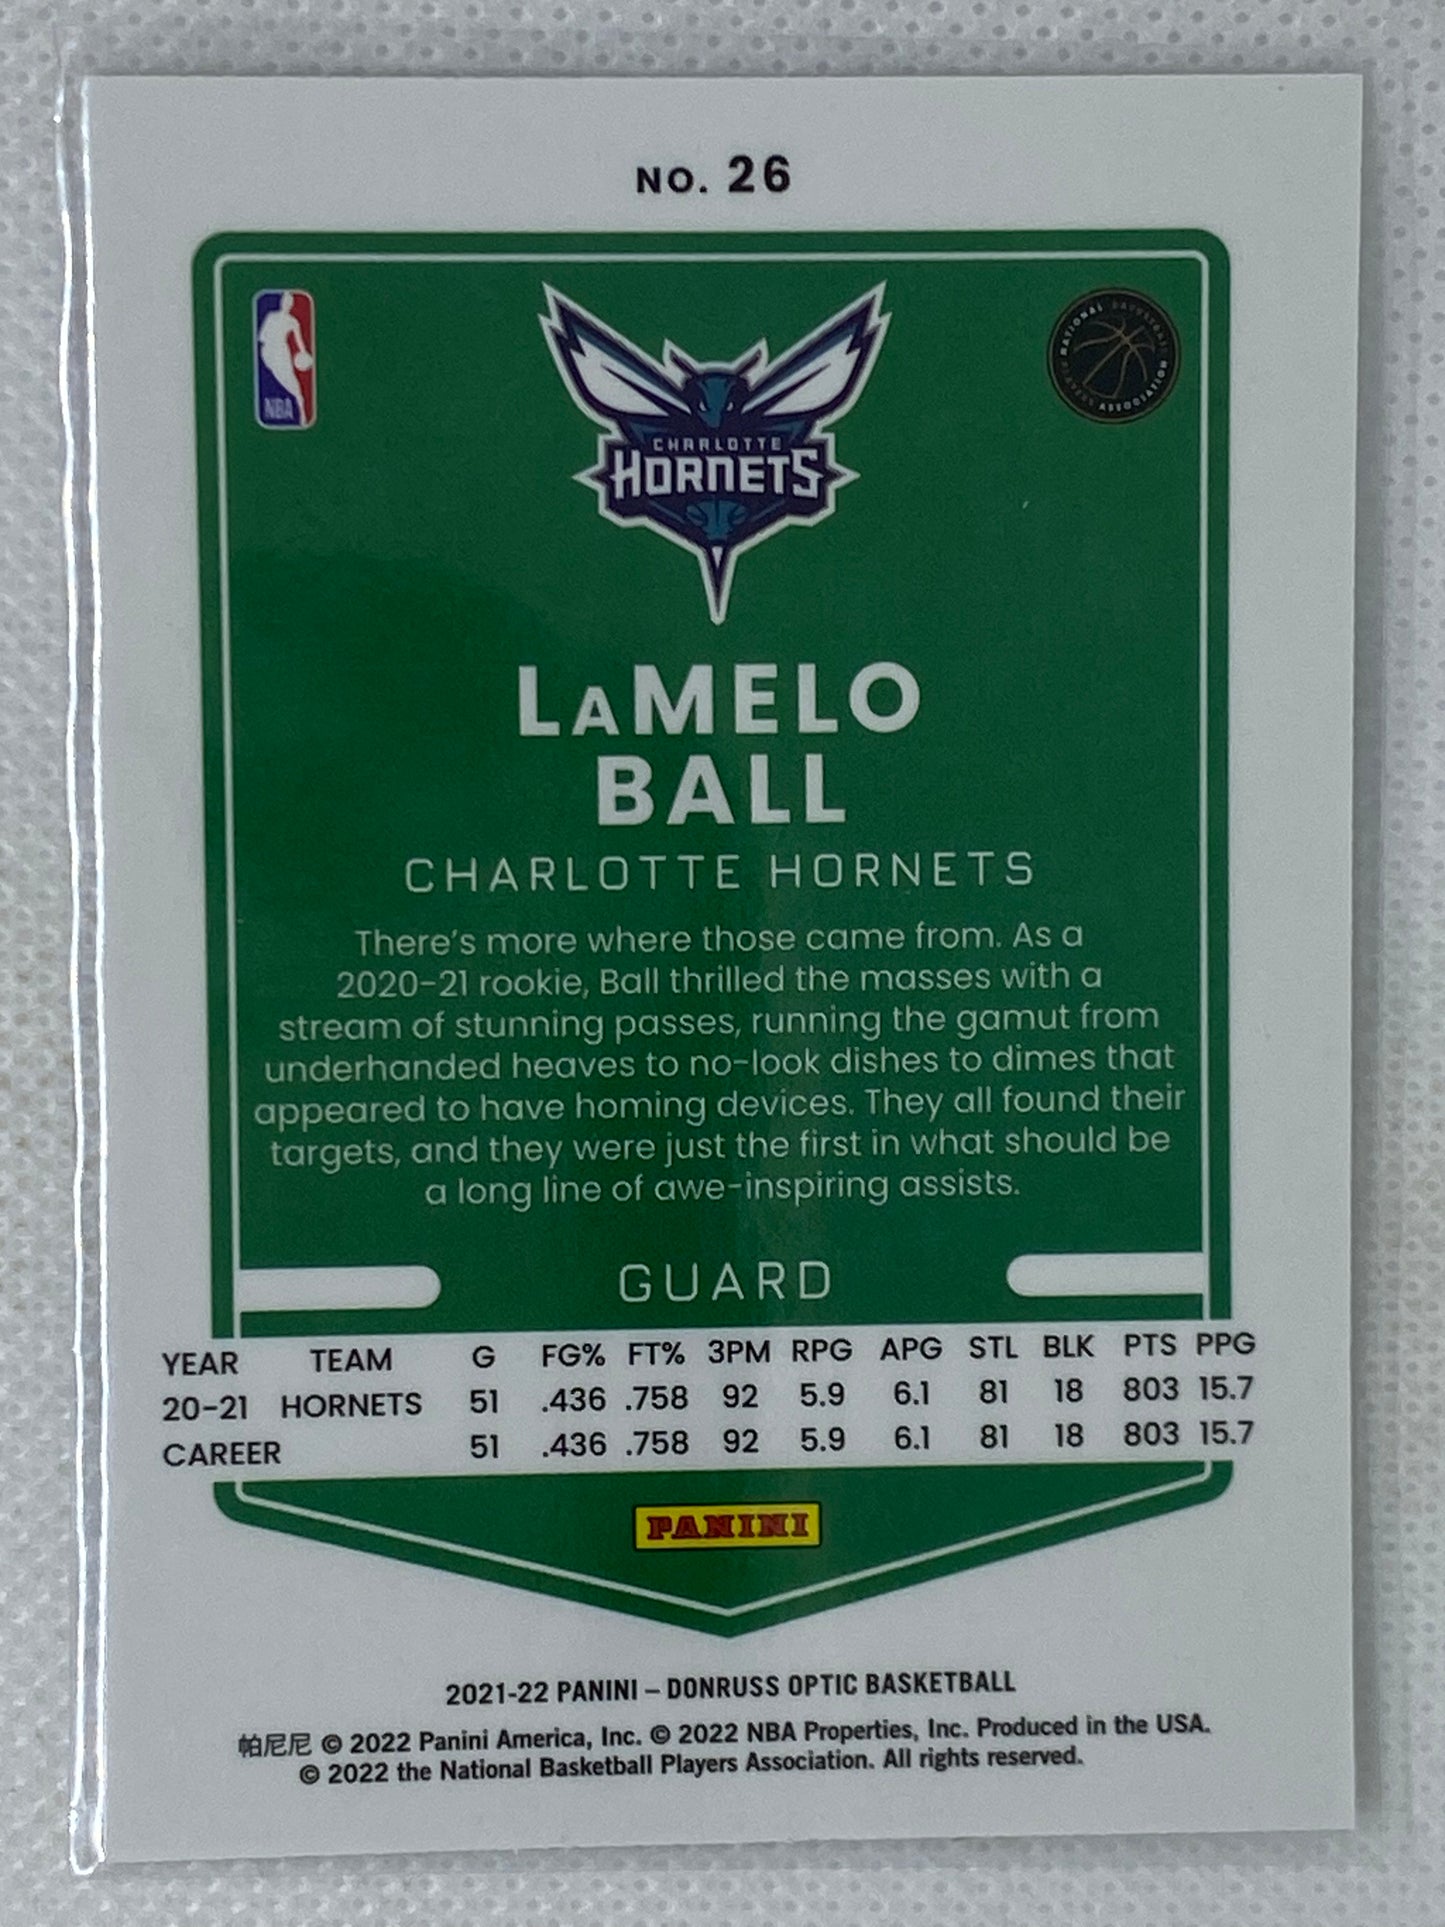 NO. 26
NBA
NATIONAL BASKETBALL
PLAYERS ASSOCIATION
CHARLOTTE
HORNETS
LaMELO
BALL
CHARLOTTE HORNETS
There's more where those came from. As a
2020-21 rookie, Ball thrilled the masses with a
stream of stunning passes, running the gamut from
underhanded heaves to no-look dishes to dimes that
appeared to have homing devices. They all found their
targets, and they were just the first in what should be
a long line of awe-inspiring assists.
GUARD
YEAR TEAM G FG% FT% 3PM RPG APG STL BLK PTS PPG
20-21 HORNETS 51 .436 .758 92 5.9 6.1 81 18 803 15.7
CAREER 51 .436 .758 92 5.9 6.1 81 18 803 15.7
PANINI
2021-22 PANINI – DONRUSS OPTIC BASKETBALL
帕尼尼 © 2022 Panini America, Inc. © 2022 NBA Properties, Inc. Produced in the USA.
© 2022 the National Basketball Players Association. All rights reserved.